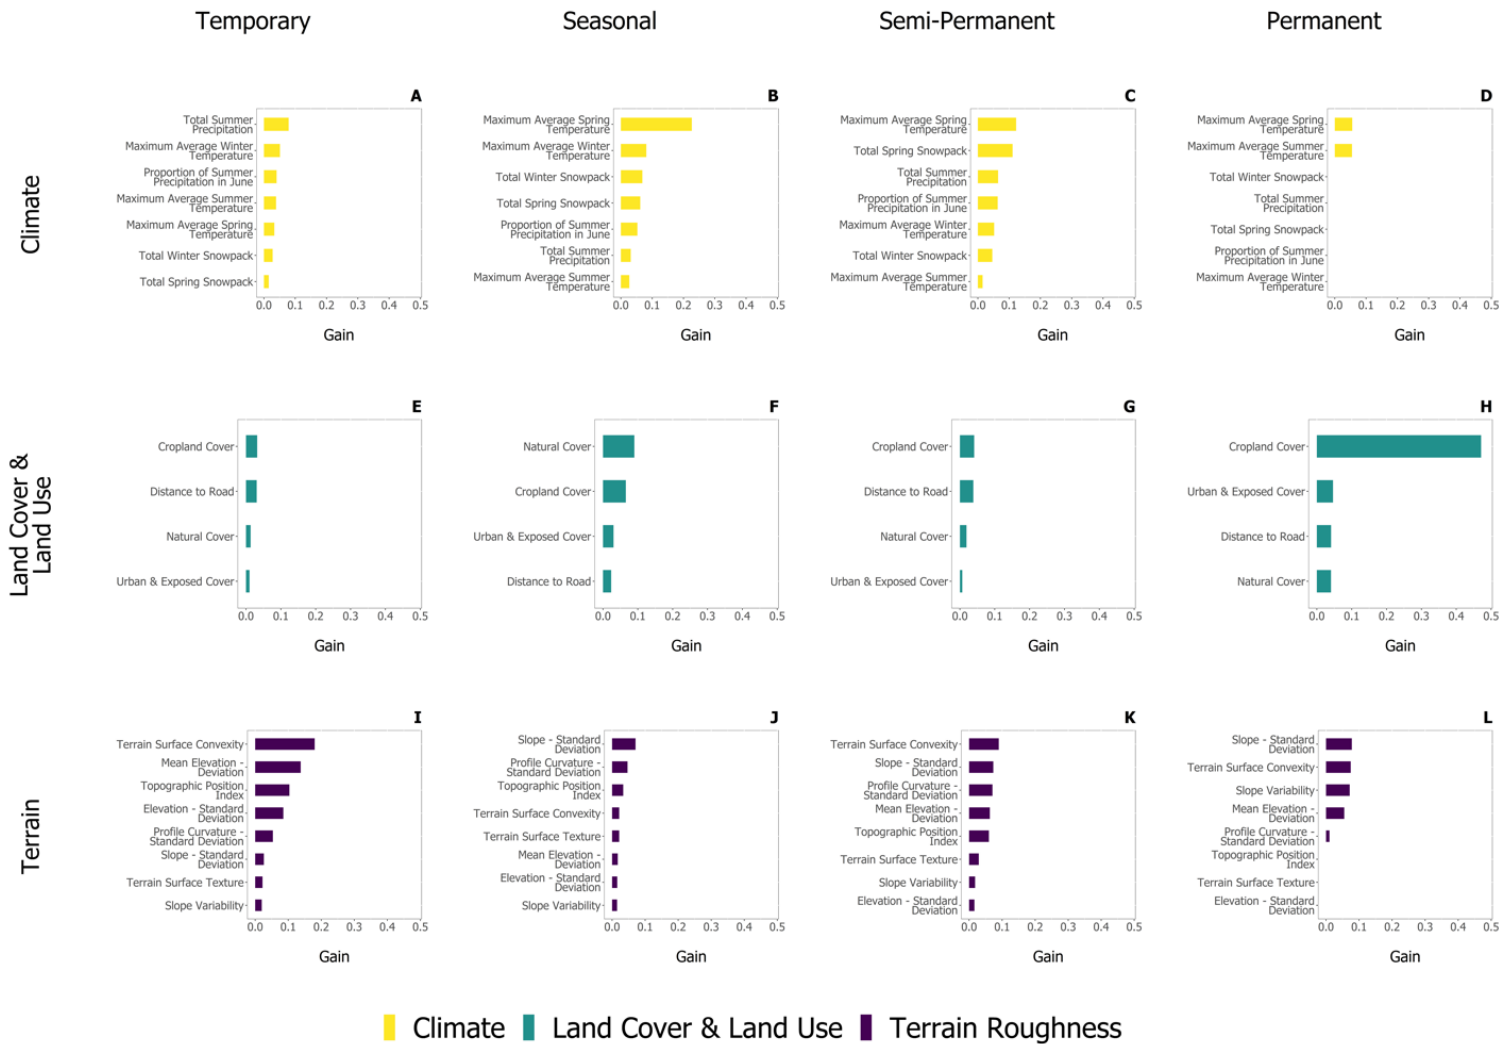 Temporary
Seasonal
Semi-Permanent
Permanent
Climate
A
Total Summer
Precipitation
Maximum Average Winter
Temperature
Proportion of Summer
Precipitation in June
Maximum Average Summer
Temperature
Maximum Average Spring
Temperature
Total Winter Snowpack
Total Spring Snowpack
0.0 0.1 0.2 0.3 0.4 0.5
Gain
B
Maximum Average Spring
Temperature
Maximum Average Winter
Temperature
Total Winter Snowpack
Total Spring Snowpack
Proportion of Summer
Precipitation in June
Total Summer
Precipitation
Maximum Average Summer
Temperature
0.0 0.1 0.2 0.3 0.4 0.5
Gain
C
Maximum Average Spring
Temperature
Total Spring Snowpack
Total Summer
Precipitation
Proportion of Summer
Precipitation in June
Maximum Average Winter
Temperature
Total Winter Snowpack
Maximum Average Summer
Temperature
0.0 0.1 0.2 0.3 0.4 0.5
Gain
D
Maximum Average Spring
Temperature
Maximum Average Summer
Temperature
Total Winter Snowpack
Total Summer
Precipitation
Total Spring Snowpack
Proportion of Summer
Precipitation in June
Maximum Average Winter
Temperature
0.0 0.1 0.2 0.3 0.4 0.5
Gain
Land Cover &
Land Use
E
Cropland Cover
Distance to Road
Natural Cover
Urban & Exposed Cover
0.0 0.1 0.2 0.3 0.4 0.5
Gain
F
Natural Cover
Cropland Cover
Urban & Exposed Cover
Distance to Road
0.0 0.1 0.2 0.3 0.4 0.5
Gain
G
Cropland Cover
Distance to Road
Natural Cover
Urban & Exposed Cover
0.0 0.1 0.2 0.3 0.4 0.5
Gain
H
Cropland Cover
Urban & Exposed Cover
Distance to Road
Natural Cover
0.0 0.1 0.2 0.3 0.4 0.5
Gain
Terrain
I
Terrain Surface Convexity
Mean Elevation -
Deviation
Topographic Position
Index
Elevation - Standard
Deviation
Profile Curvature -
Standard Deviation
Slope - Standard
Deviation
Terrain Surface Texture
Slope Variability
0.0 0.1 0.2 0.3 0.4 0.5
Gain
J
Slope - Standard
Deviation
Profile Curvature -
Standard Deviation
Topographic Position
Index
Terrain Surface Convexity
Terrain Surface Texture
Mean Elevation -
Deviation
Elevation - Standard
Deviation
Slope Variability
0.0 0.1 0.2 0.3 0.4 0.5
Gain
K
Terrain Surface Convexity
Slope - Standard
Deviation
Profile Curvature -
Standard Deviation
Mean Elevation -
Deviation
Topographic Position
Index
Terrain Surface Texture
Slope Variability
Elevation - Standard
Deviation
0.0 0.1 0.2 0.3 0.4 0.5
Gain
L
Slope - Standard
Deviation
Terrain Surface Convexity
Slope Variability
Mean Elevation -
Deviation
Profile Curvature -
Standard Deviation
Topographic Position
Index
Terrain Surface Texture
Elevation - Standard
Deviation
0.0 0.1 0.2 0.3 0.4 0.5
Gain
Climate Land Cover & Land Use Terrain Roughness